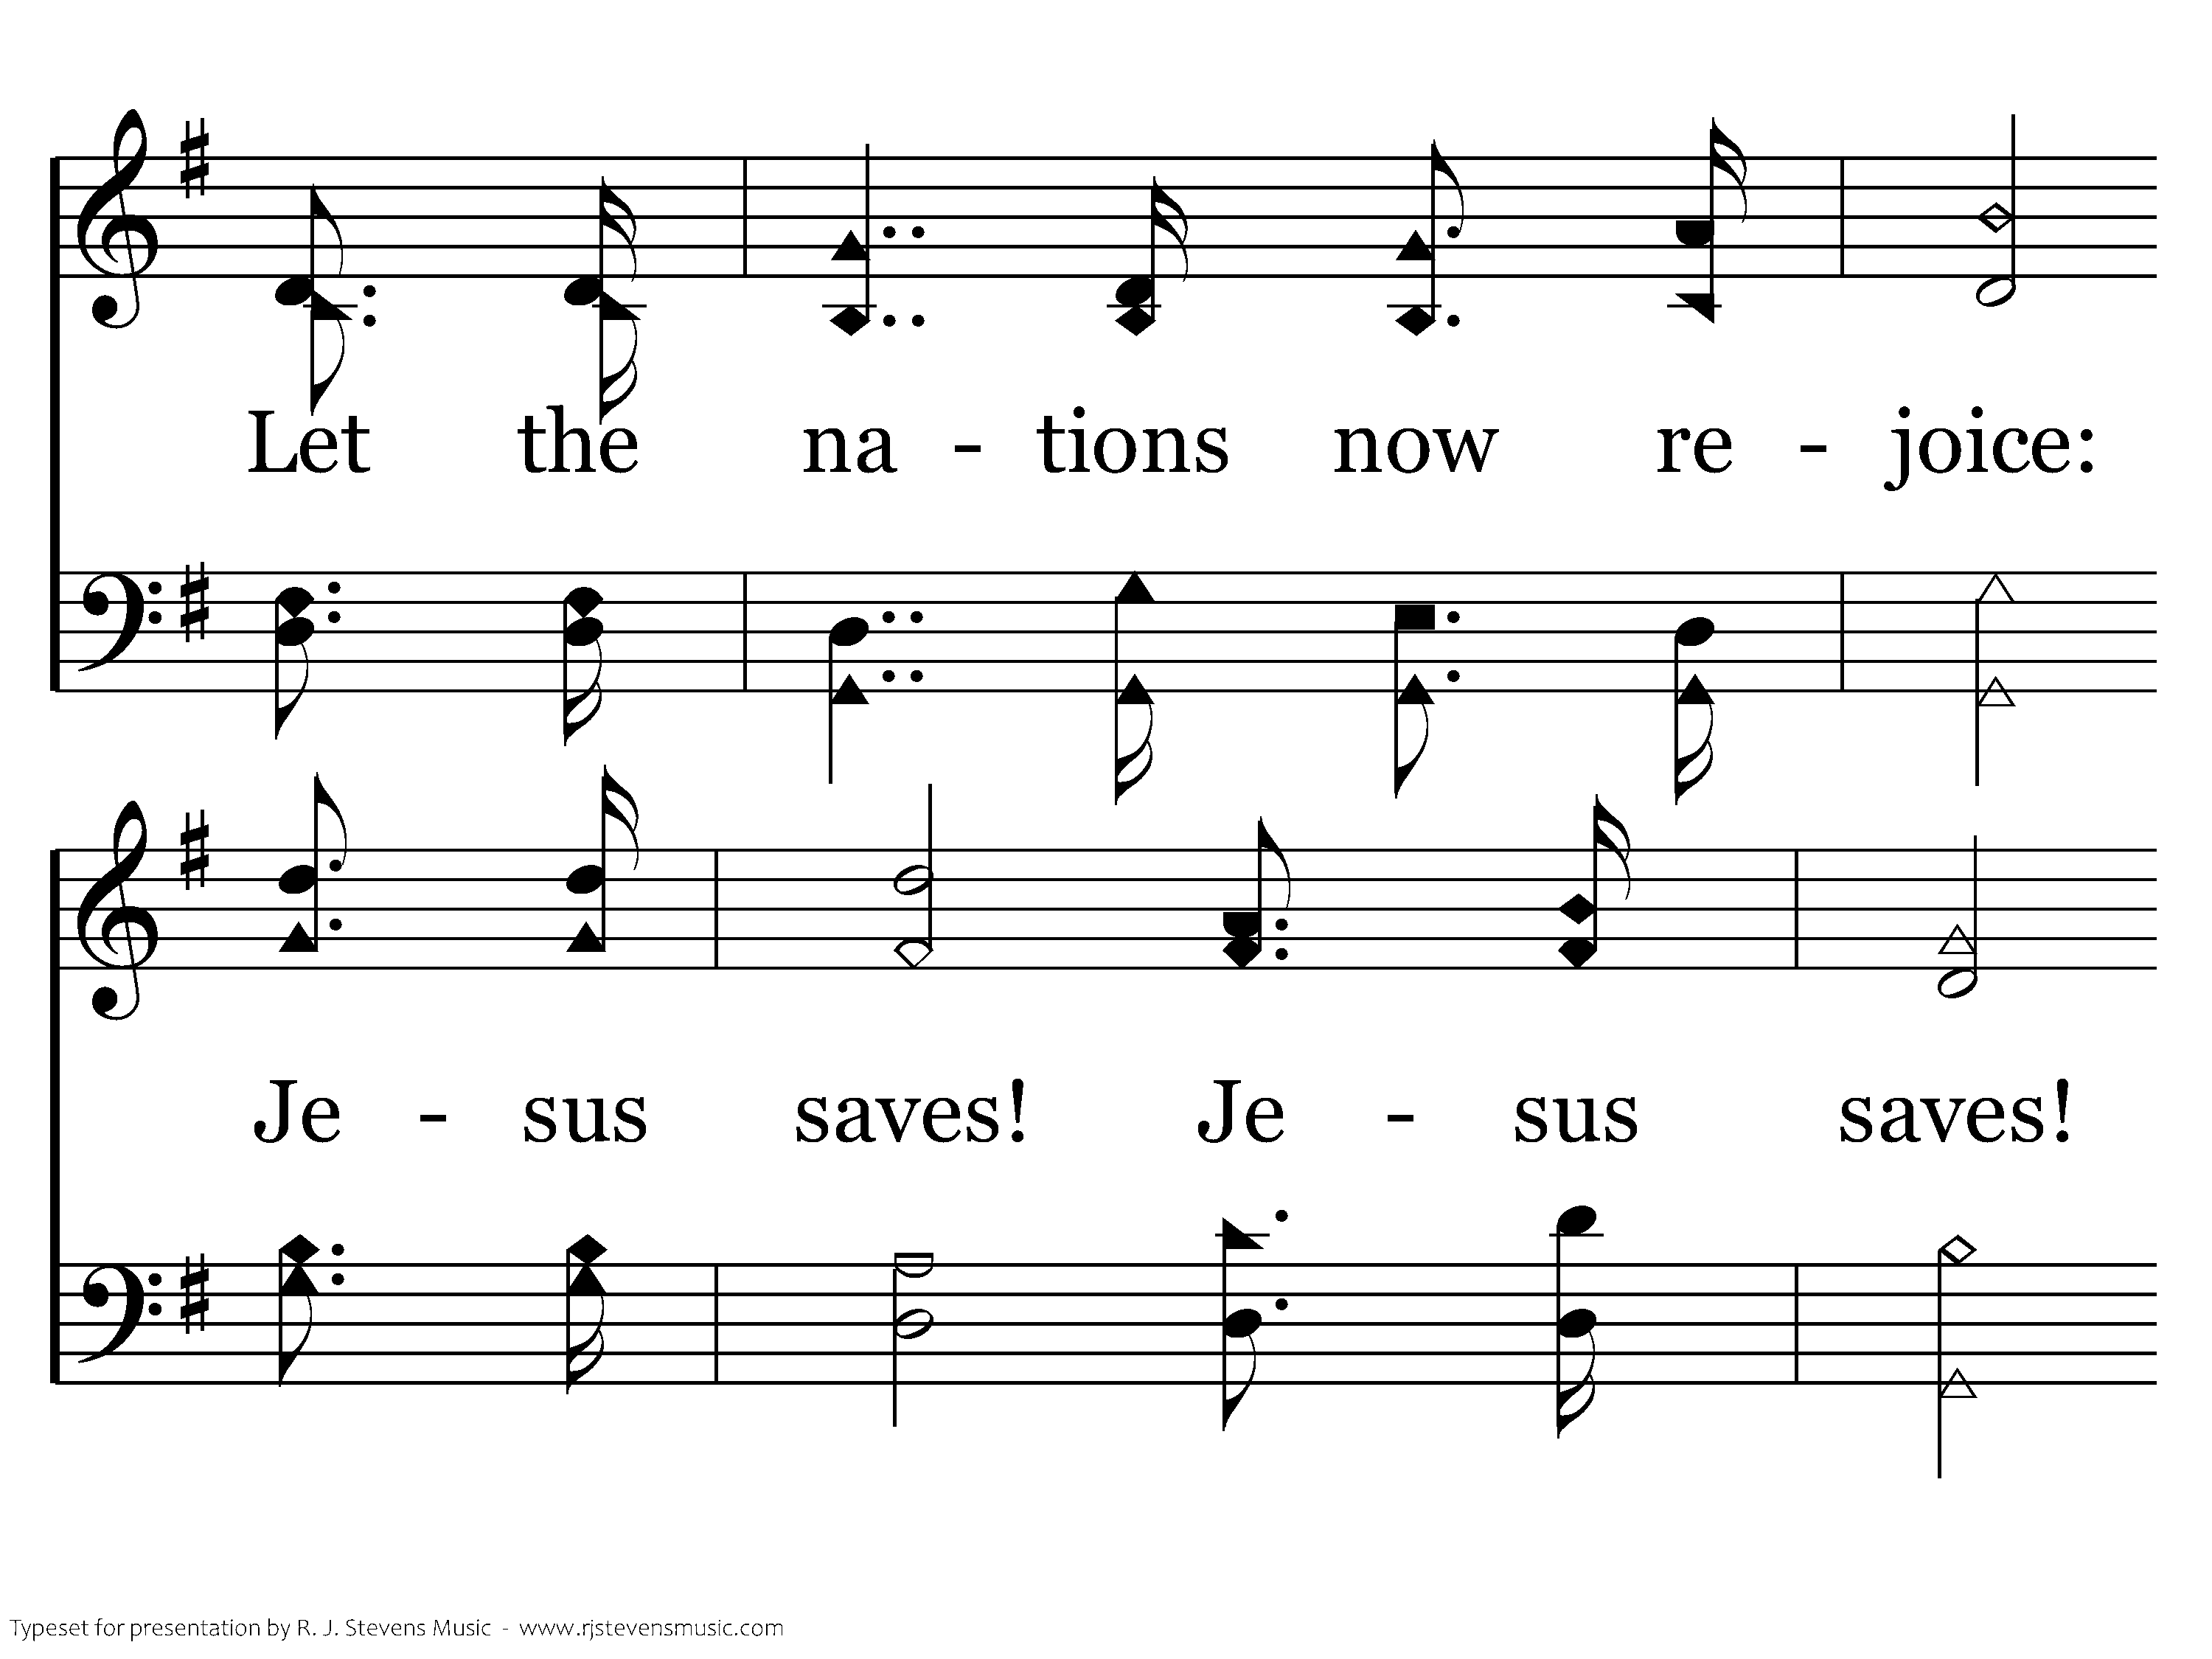 Let the na - tions now re - joice:
Je - sus saves! Je - sus saves!
Typeset for presentation by R. J. Stevens Music - www.rjstevensmusic.com